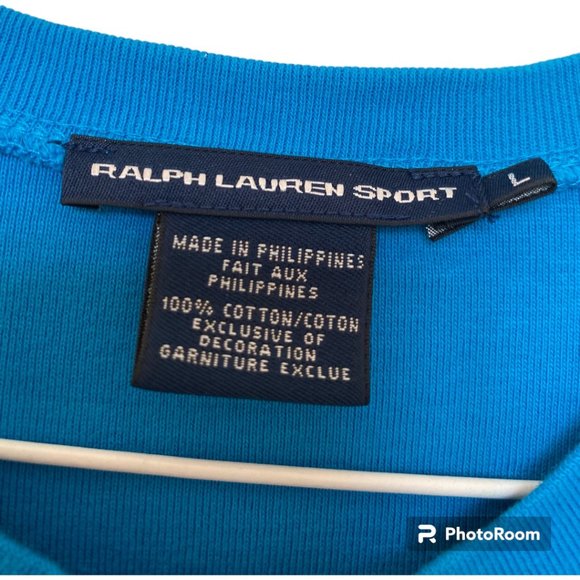 RALPH LAUREN SPORT
L
MADE IN PHILIPPINES
FAIT AUX
PHILIPPINES
100% COTTON/COTON
EXCLUSIVE OF
DECORATION
GARNITURE EXCLUE
PhotoRoom